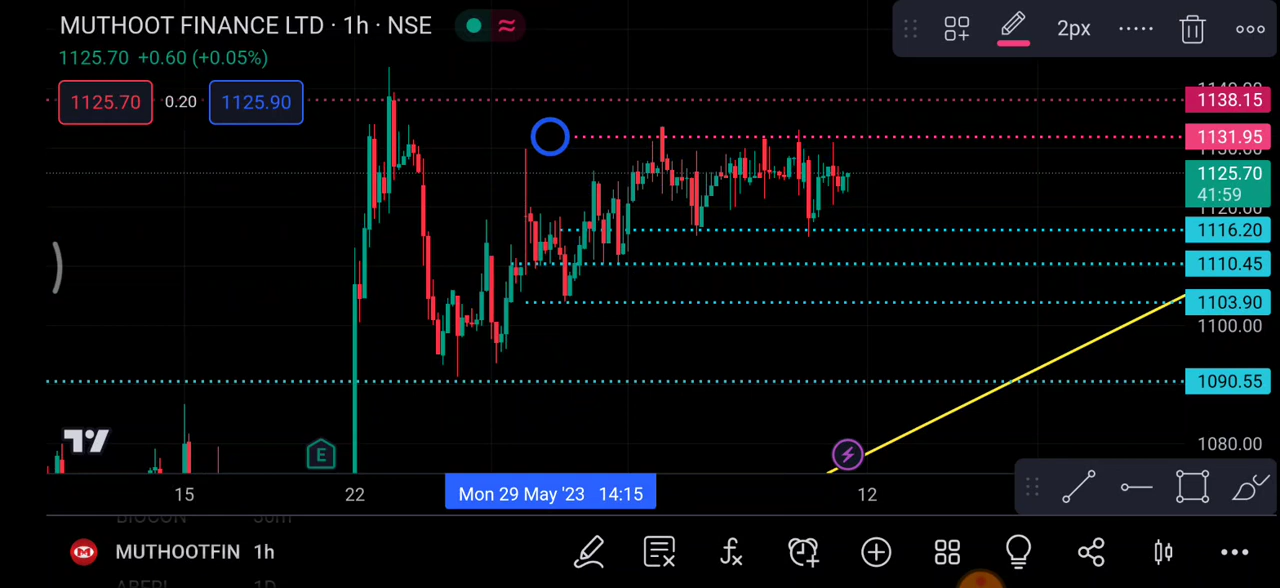 MUTHOOT FINANCE LTD · 1h · NSE
1125.70 +0.60 (+0.05%)
1125.70 0.20 1125.90
2px
1138.15
1131.95
1125.70
41:59
1116.20
1110.45
1103.90
1100.00
1090.55
1080.00
E
15 22 Mon 29 May '23 14:15 12
BIOCON 30m
MUTHOOTFIN 1h